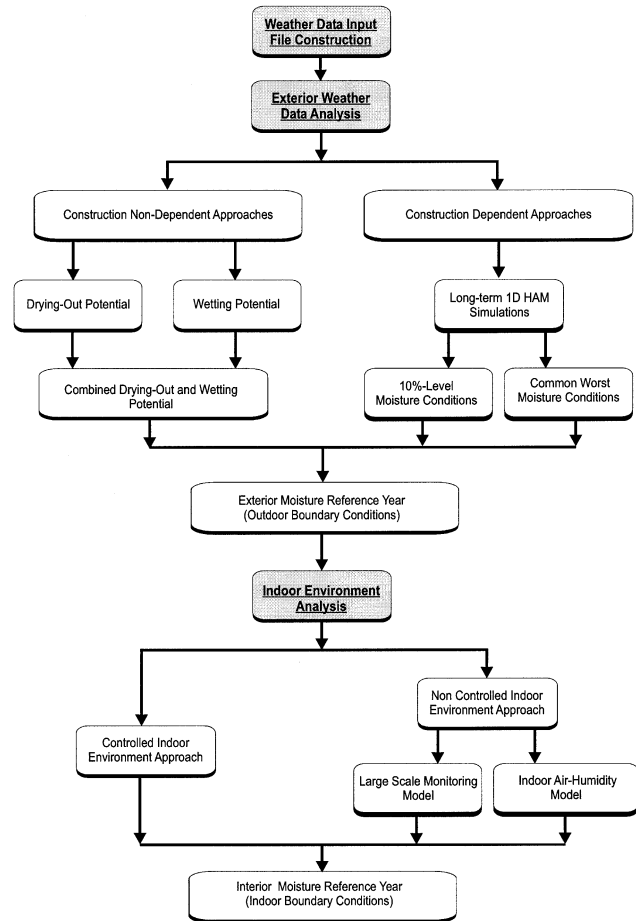 Weather Data Input
File Construction
Exterior Weather
Data Analysis
Construction Non-Dependent Approaches
Construction Dependent Approaches
Drying-Out Potential
Wetting Potential
Long-term 1D HAM
Simulations
Combined Drying-Out and Wetting
Potential
10%-Level
Moisture Conditions
Common Worst
Moisture Conditions
Exterior Moisture Reference Year
(Outdoor Boundary Conditions)
Indoor Environment
Analysis
Controlled Indoor
Environment Approach
Non Controlled Indoor
Environment Approach
Large Scale Monitoring
Model
Indoor Air-Humidity
Model
Interior Moisture Reference Year
(Indoor Boundary Conditions)